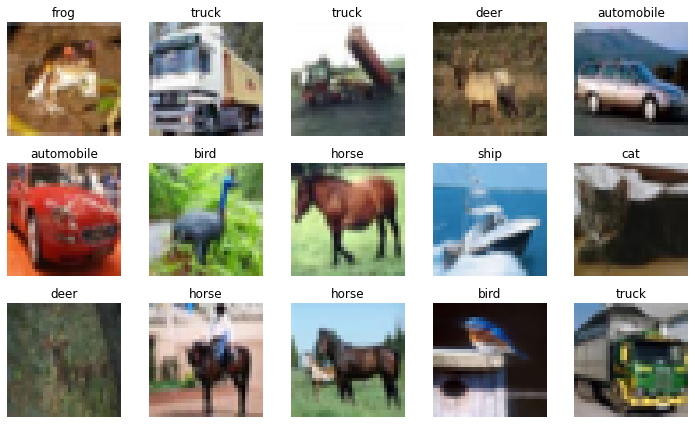 frog truck truck deer automobile
automobile bird horse ship cat
deer horse horse bird truck